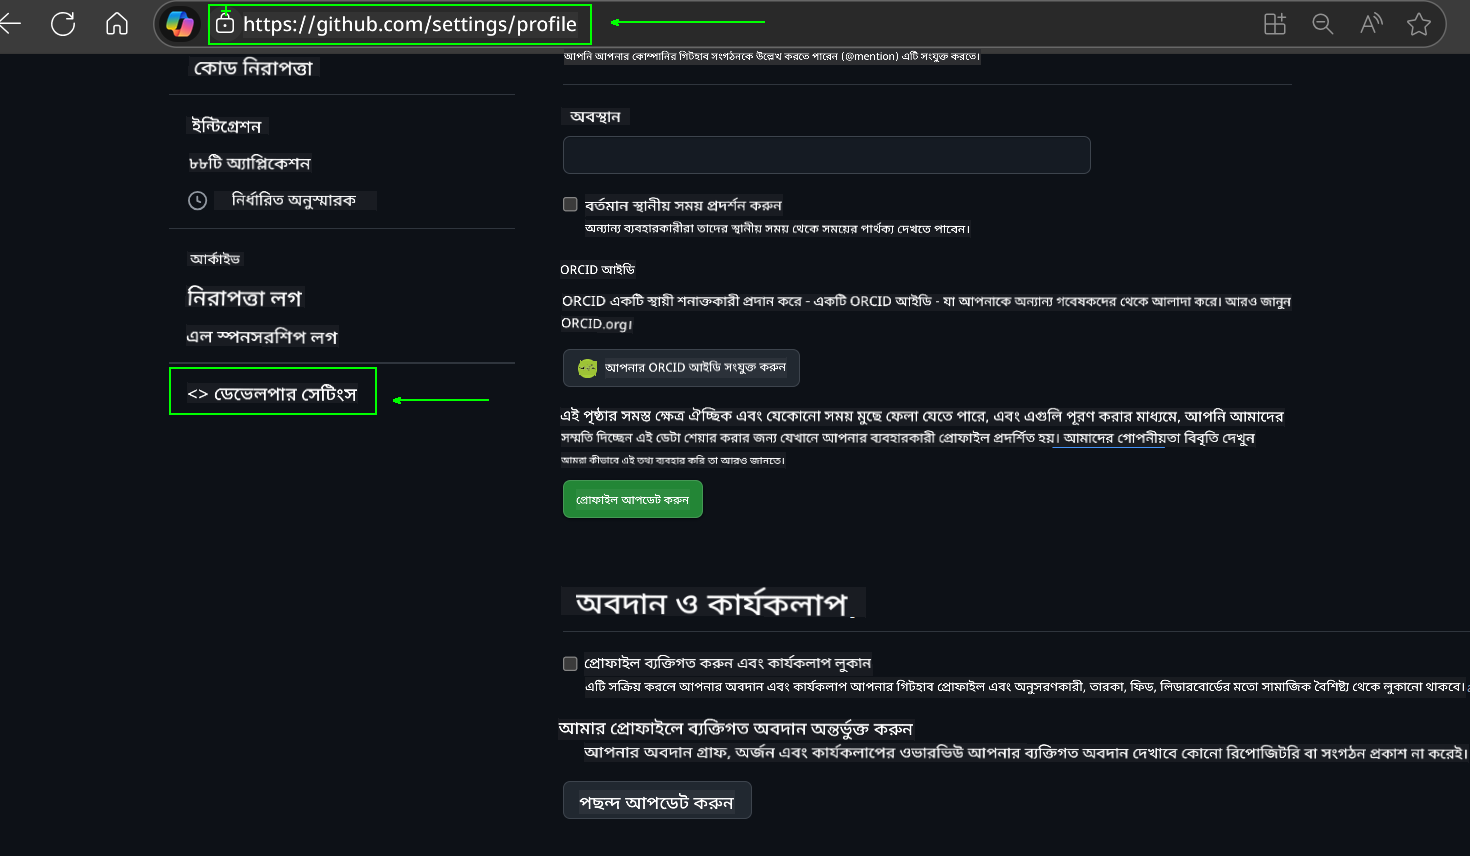 https://github.com/settings/profile
আপনি আপনার কোম্পানির গিটহাব সংগঠনকে উল্লেখ করতে পারেন (@mention) এটি সংযুক্ত করতে।
কোড নিরাপত্তা
ইন্টিগ্রেশন
৮৮টি অ্যাপ্লিকেশন
নির্ধারিত অনুস্মারক
আর্কাইভ
নিরাপত্তা লগ
এল স্পনসরশিপ লগ
<> ডেভেলপার সেটিংস
অবস্থান
বর্তমান স্থানীয় সময় প্রদর্শন করুন
অন্যান্য ব্যবহারকারীরা তাদের স্থানীয় সময় থেকে সময়ের পার্থক্য দেখতে পাবেন।
ORCID আইডি
ORCID একটি স্থায়ী শনাক্তকারী প্রদান করে - একটি ORCID আইডি - যা আপনাকে অন্যান্য গবেষকদের থেকে আলাদা করে। আরও জানুন
ORCID.org।
আপনার ORCID আইডি সংযুক্ত করুন
এই পৃষ্ঠার সমস্ত ক্ষেত্র ঐচ্ছিক এবং যেকোনো সময় মুছে ফেলা যেতে পারে, এবং এগুলি পূরণ করার মাধ্যমে, আপনি আমাদের
সম্মতি দিচ্ছেন এই ডেটা শেয়ার করার জন্য যেখানে আপনার ব্যবহারকারী প্রোফাইল প্রদর্শিত হয়। আমাদের গোপনীয়তা বিবৃতি দেখুন
আমরা কীভাবে এই তথ্য ব্যবহার করি তা আরও জানতে।
প্রোফাইল আপডেট করুন
অবদান ও কার্যকলাপ
প্রোফাইল ব্যক্তিগত করুন এবং কার্যকলাপ লুকান
এটি সক্রিয় করলে আপনার অবদান এবং কার্যকলাপ আপনার গিটহাব প্রোফাইল এবং অনুসরণকারী, তারকা, ফিড, লিডারবোর্ডের মতো সামাজিক বৈশিষ্ট্য থেকে লুকানো থাকবে।
আমার প্রোফাইলে ব্যক্তিগত অবদান অন্তর্ভুক্ত করুন
আপনার অবদান গ্রাফ, অর্জন এবং কার্যকলাপের ওভারভিউ আপনার ব্যক্তিগত অবদান দেখাবে কোনো রিপোজিটরি বা সংগঠন প্রকাশ না করেই।
পছন্দ আপডেট করুন